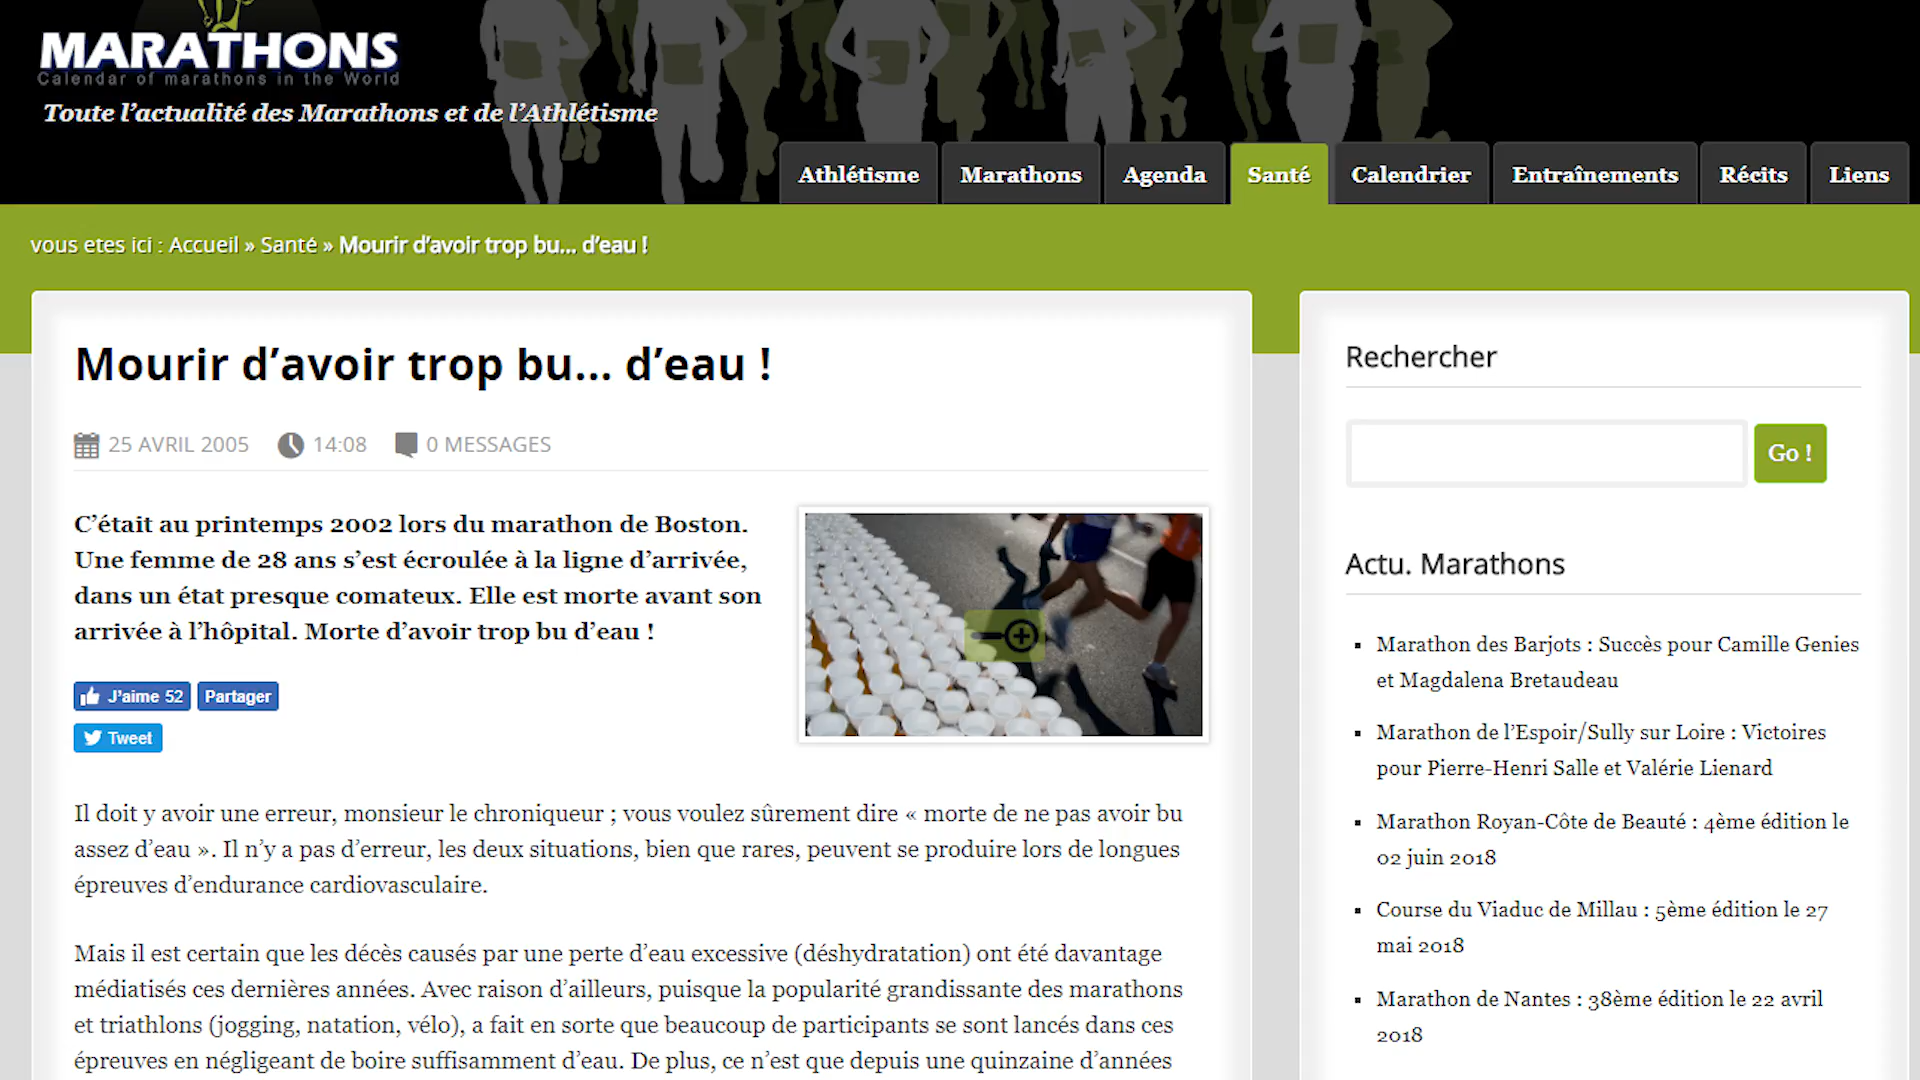 MARATHONS
Calendar of marathons in the World
Toute l’actualité des Marathons et de l’Athlétisme
Athlétisme
Marathons
Agenda
Santé
Calendrier
Entraînements
Récits
Liens
vous etes ici : Accueil » Santé » Mourir d’avoir trop bu… d’eau !
Mourir d’avoir trop bu… d’eau !
25 AVRIL 2005
14:08
0 MESSAGES
C’était au printemps 2002 lors du marathon de Boston.
Une femme de 28 ans s’est écroulée à la ligne d’arrivée,
dans un état presque comateux. Elle est morte avant son
arrivée à l’hôpital. Morte d’avoir trop bu d’eau !
J’aime 52
Partager
Tweet
Il doit y avoir une erreur, monsieur le chroniqueur ; vous voulez sûrement dire « morte de ne pas avoir bu
assez d’eau ». Il n’y a pas d’erreur, les deux situations, bien que rares, peuvent se produire lors de longues
épreuves d’endurance cardiovasculaire.
Mais il est certain que les décès causés par une perte d’eau excessive (déshydratation) ont été davantage
médiatisés ces dernières années. Avec raison d’ailleurs, puisque la popularité grandissante des marathons
et triathlons (jogging, natation, vélo), a fait en sorte que beaucoup de participants se sont lancés dans ces
épreuves en négligeant de boire suffisamment d’eau. De plus, ce n’est que depuis une quinzaine d’années
Rechercher
Go !
Actu. Marathons
Marathon des Barjots : Succès pour Camille Genies
et Magdalena Bretaudeau
Marathon de l’Espoir/Sully sur Loire : Victoires
pour Pierre-Henri Salle et Valérie Lienard
Marathon Royan-Côte de Beauté : 4ème édition le
02 juin 2018
Course du Viaduc de Millau : 5ème édition le 27
mai 2018
Marathon de Nantes : 38ème édition le 22 avril
2018